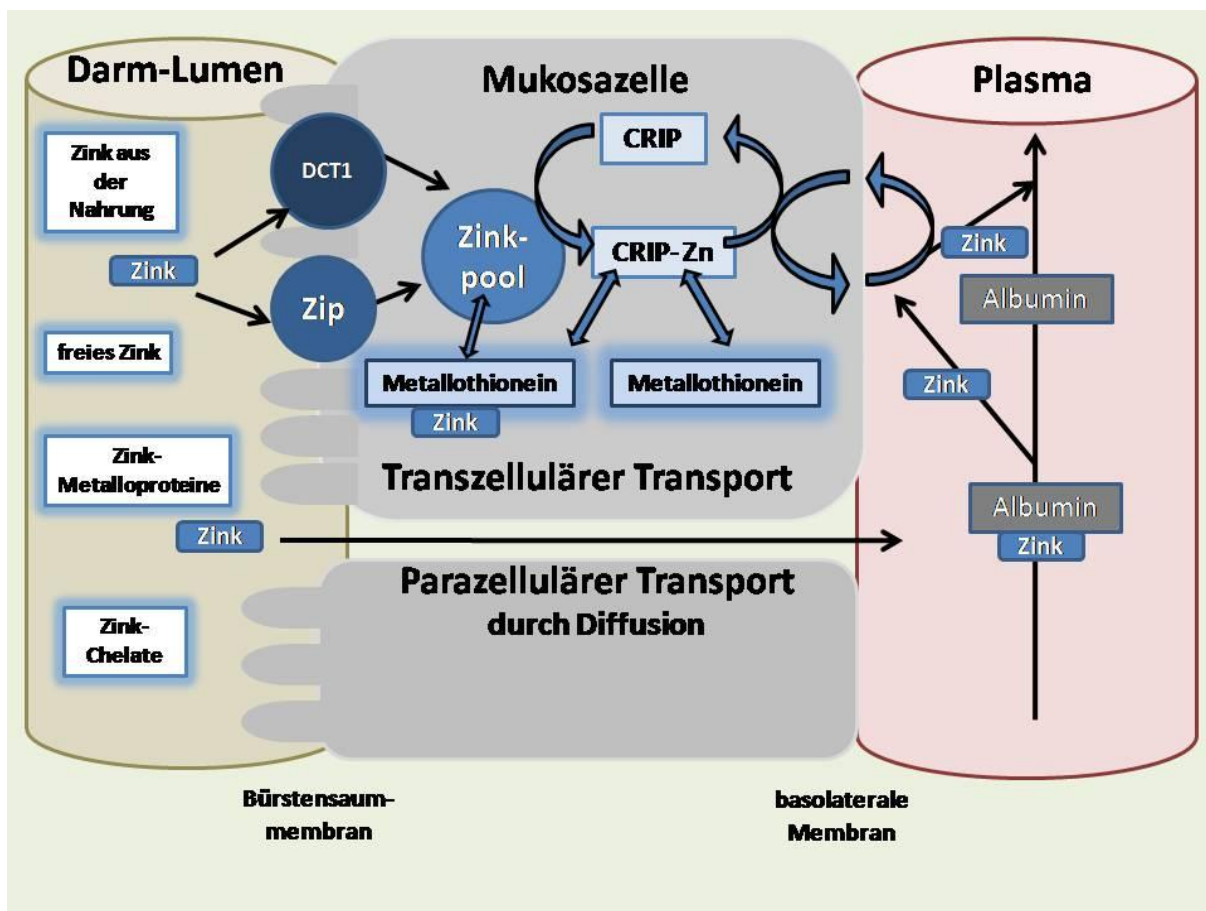 Darm-Lumen
Mukosazelle
Plasma
Zink aus
der
Nahrung
Zink
freies Zink
Zink-
Metalloproteine
Zink
Zink-
Chelate
DCT1
Zip
Zink-
pool
CRIP
CRIP-Zn
Metallothionein
Zink
Metallothionein
Transzellulärer Transport
Parazellulärer Transport
durch Diffusion
Zink
Albumin
Zink
Albumin
Zink
Bürstensaum-
membran
basolaterale
Membran